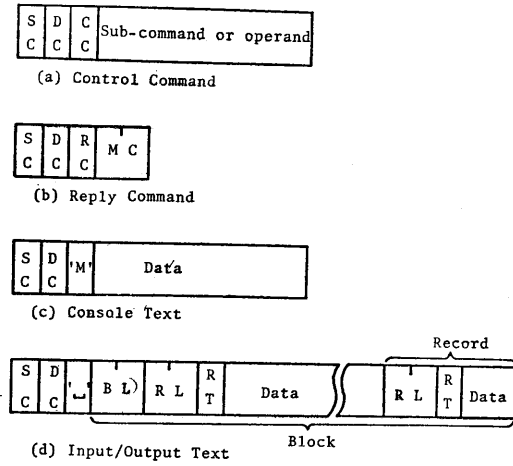 S D C Sub-command or operand
C C C
(a) Control Command
S D R M C
C C C
(b) Reply Command
S D 'M' Data
C C
(c) Console Text
Record
S D '␣' B L) R L R Data R L R Data
C C T T
Block
(d) Input/Output Text